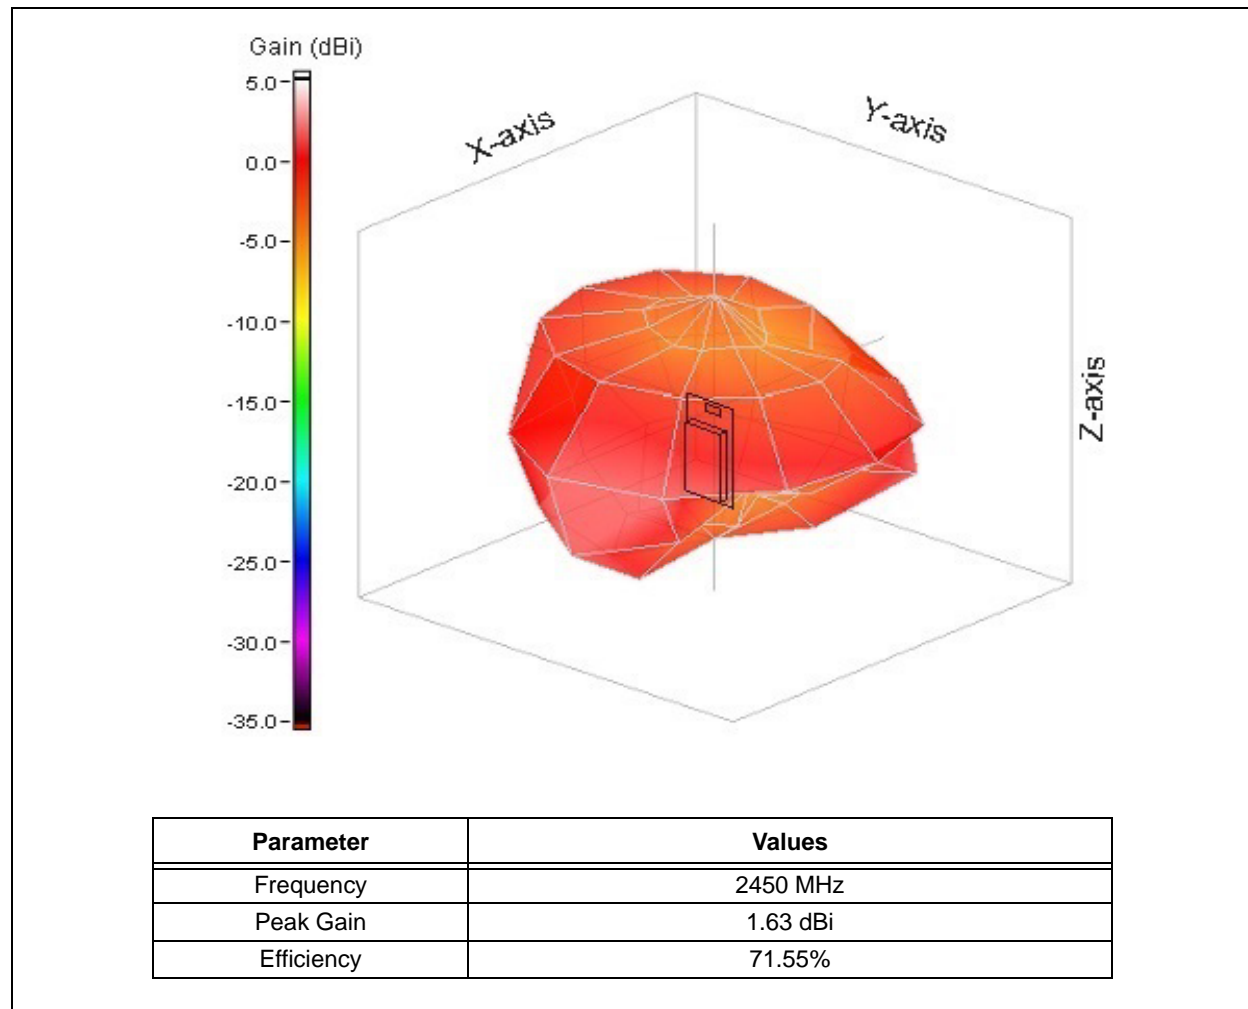 Gain (dBi)
5.0
0.0
-5.0
-10.0
-15.0
-20.0
-25.0
-30.0
-35.0
X-axis
Y-axis
Z-axis
Parameter Values
Frequency 2450 MHz
Peak Gain 1.63 dBi
Efficiency 71.55%